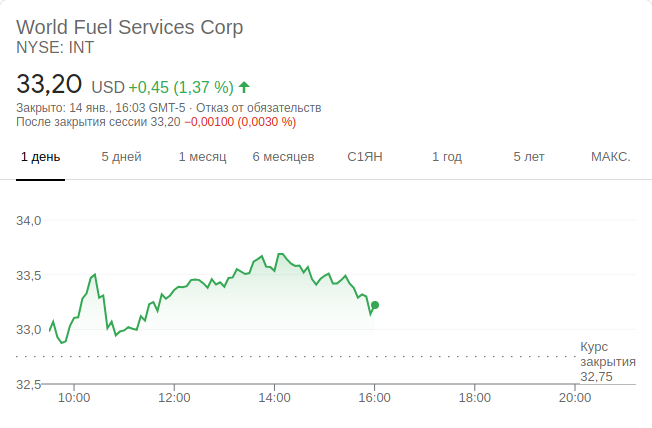 World Fuel Services Corp
NYSE: INT
33,20 USD +0,45 (1,37 %)
Закрыто: 14 янв., 16:03 GMT-5 · Отказ от обязательств
После закрытия сессии 33,20 −0,00100 (0,0030 %)
1 день 5 дней 1 месяц 6 месяцев С1ЯН 1 год 5 лет МАКС.
34,0
33,5
33,0
Курс
закрытия
32,75
32,5
10:00 12:00 14:00 16:00 18:00 20:00